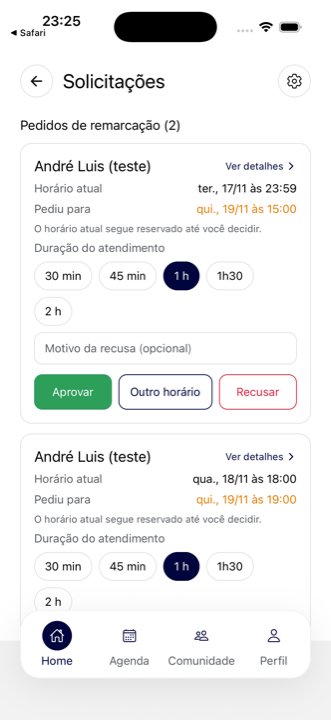 23:25
◀ Safari
Solicitações
Pedidos de remarcação (2)
André Luis (teste)
Ver detalhes
Horário atual
ter., 17/11 às 23:59
Pediu para
qui., 19/11 às 15:00
O horário atual segue reservado até você decidir.
Duração do atendimento
30 min 45 min 1 h 1h30
2 h
Motivo da recusa (opcional)
Aprovar Outro horário Recusar
André Luis (teste)
Ver detalhes
Horário atual
qua., 18/11 às 18:00
Pediu para
qui., 19/11 às 19:00
O horário atual segue reservado até você decidir.
Duração do atendimento
30 min 45 min 1 h 1h30
2 h
Home Agenda Comunidade Perfil